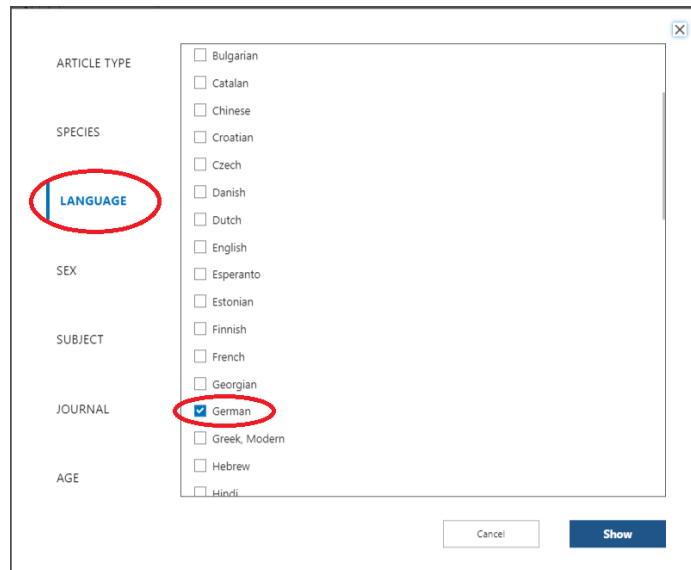 ARTICLE TYPE
SPECIES
LANGUAGE
SEX
SUBJECT
JOURNAL
AGE
Bulgarian
Catalan
Chinese
Croatian
Czech
Danish
Dutch
English
Esperanto
Estonian
Finnish
French
Georgian
German
Greek, Modern
Hebrew
Hindi
Cancel
Show